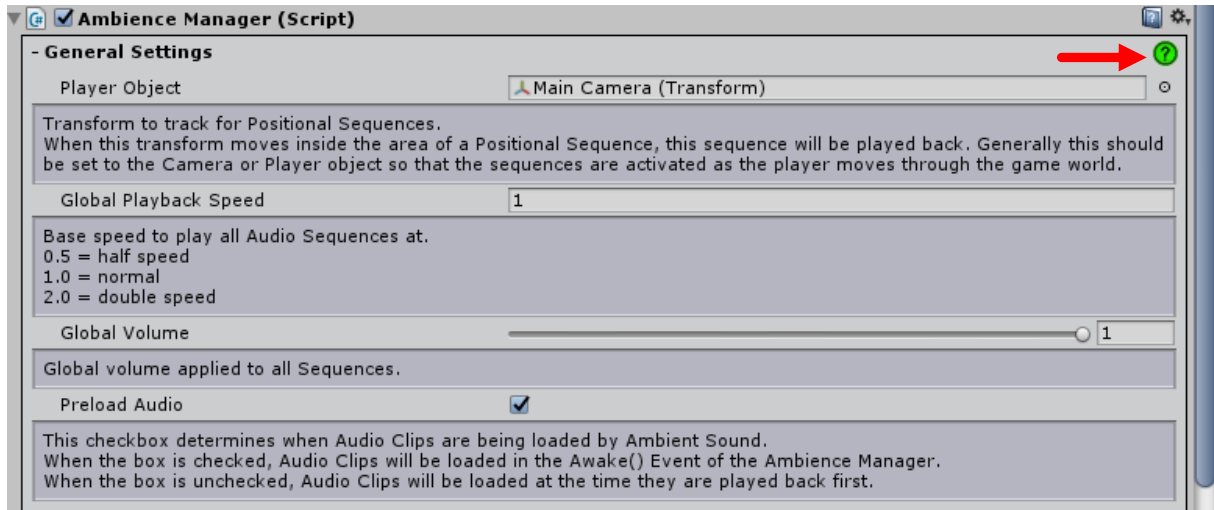 Ambience Manager (Script)
- General Settings
?
Player Object
Main Camera (Transform)
Transform to track for Positional Sequences.
When this transform moves inside the area of a Positional Sequence, this sequence will be played back. Generally this should
be set to the Camera or Player object so that the sequences are activated as the player moves through the game world.
Global Playback Speed
1
Base speed to play all Audio Sequences at.
0.5 = half speed
1.0 = normal
2.0 = double speed
Global Volume
1
Global volume applied to all Sequences.
Preload Audio
This checkbox determines when Audio Clips are being loaded by Ambient Sound.
When the box is checked, Audio Clips will be loaded in the Awake() Event of the Ambience Manager.
When the box is unchecked, Audio Clips will be loaded at the time they are played back first.